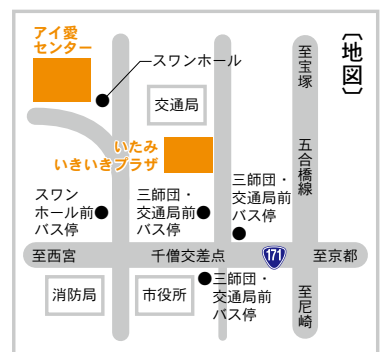 〔地図〕
アイ愛
センター
スワンホール
至宝塚
交通局
いたみ
いきいきプラザ
五合橋線
スワン
ホール前
バス停
三師団・
交通局前
バス停
三師団・
交通局前
バス停
至西宮
千僧交差点
171
至京都
消防局
市役所
三師団・
交通局前
バス停
至尼崎